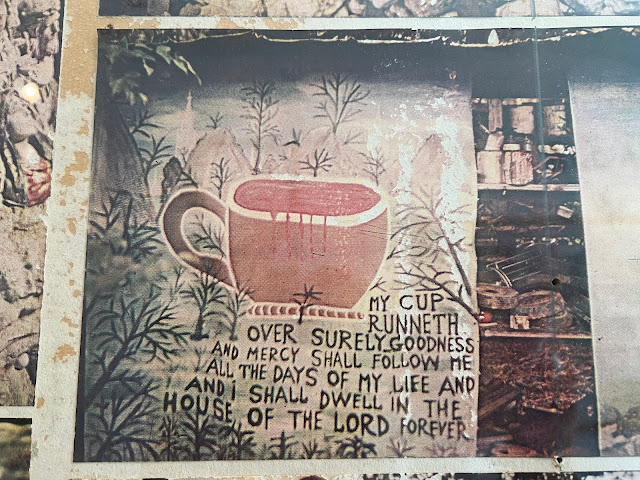 MY CUP
RUNNETH
OVER SURELY GOODNESS
AND MERCY SHALL FOLLOW ME
ALL THE DAYS OF MY LIFE AND
AND i SHALL DWELL IN THE
HOUSE OF THE LORD FOREVER